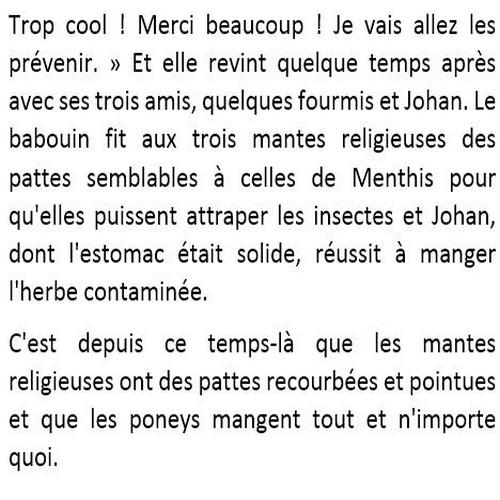 Trop cool ! Merci beaucoup ! Je vais allez les
prévenir. » Et elle revint quelque temps après
avec ses trois amis, quelques fourmis et Johan. Le
babouin fit aux trois mantes religieuses des
pattes semblables à celles de Menthis pour
qu'elles puissent attraper les insectes et Johan,
dont l'estomac était solide, réussit à manger
l'herbe contaminée.
C'est depuis ce temps-là que les mantes
religieuses ont des pattes recourbées et pointues
et que les poneys mangent tout et n'importe
quoi.